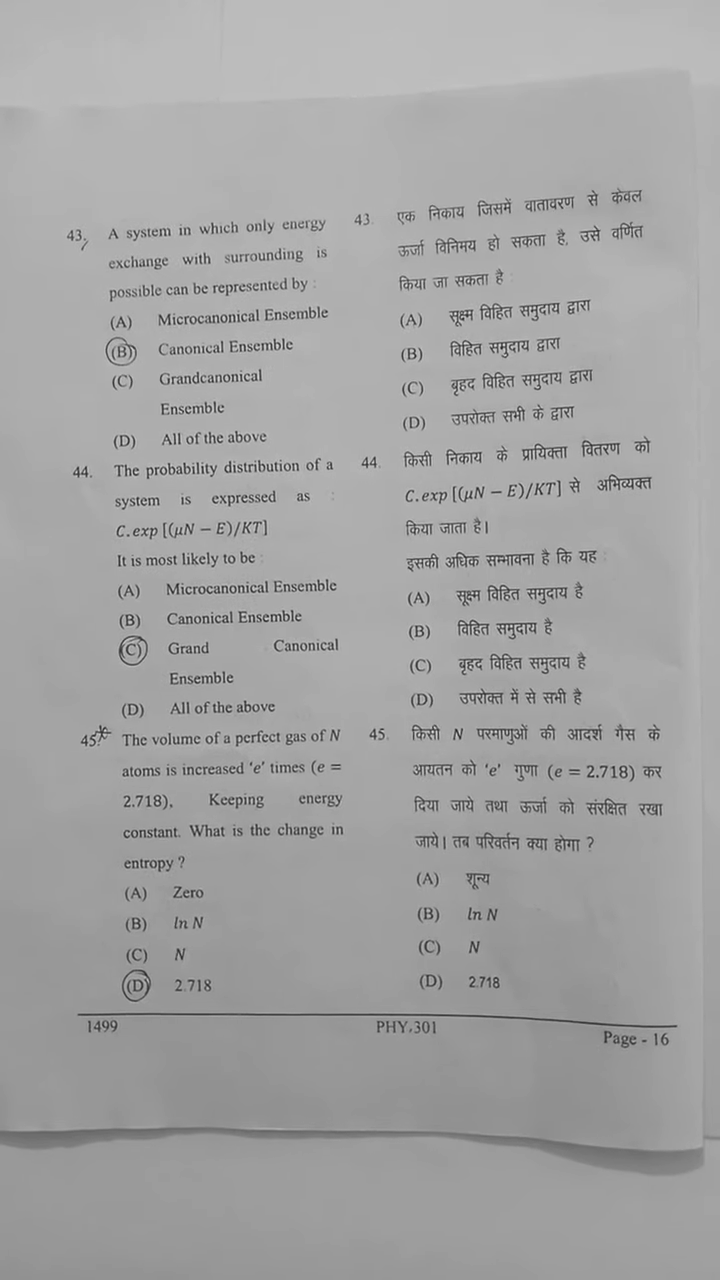 43. A system in which only energy
exchange with surrounding is
possible can be represented by :
(A) Microcanonical Ensemble
(B) Canonical Ensemble
(C) Grandcanonical
Ensemble
(D) All of the above
44. The probability distribution of a
system is expressed as :
C.exp [(μN − E)/KT]
It is most likely to be :
(A) Microcanonical Ensemble
(B) Canonical Ensemble
(C) Grand Canonical
Ensemble
(D) All of the above
45. The volume of a perfect gas of N
atoms is increased 'e' times (e =
2.718), Keeping energy
constant. What is the change in
entropy ?
(A) Zero
(B) ln N
(C) N
(D) 2.718
43. एक निकाय जिसमें वातावरण से केवल
ऊर्जा विनिमय हो सकता है, उसे वर्णित
किया जा सकता है :
(A) सूक्ष्म विहित समुदाय द्वारा
(B) विहित समुदाय द्वारा
(C) बृहद विहित समुदाय द्वारा
(D) उपरोक्त सभी के द्वारा
44. किसी निकाय के प्रायिक्ता वितरण को
C.exp [(μN − E)/KT] से अभिव्यक्त
किया जाता है।
इसकी अधिक सम्भावना है कि यह :
(A) सूक्ष्म विहित समुदाय है
(B) विहित समुदाय है
(C) बृहद विहित समुदाय है
(D) उपरोक्त में से सभी है
45. किसी N परमाणुओं की आदर्श गैस के
आयतन को 'e' गुणा (e = 2.718) कर
दिया जाये तथा ऊर्जा को संरक्षित रखा
जाये। तब परिवर्तन क्या होगा ?
(A) शून्य
(B) ln N
(C) N
(D) 2.718
1499 PHY-301 Page - 16